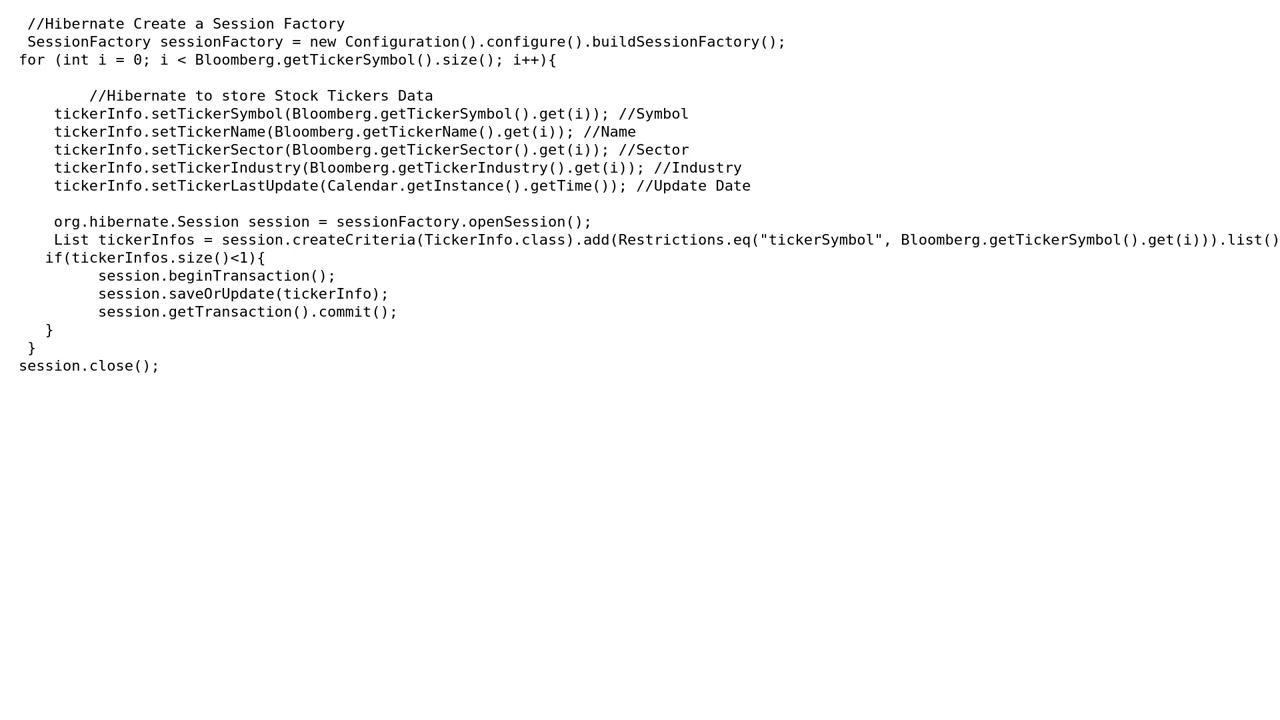 //Hibernate Create a Session Factory
SessionFactory sessionFactory = new Configuration().configure().buildSessionFactory();
for (int i = 0; i < Bloomberg.getTickerSymbol().size(); i++){
//Hibernate to store Stock Tickers Data
tickerInfo.setTickerSymbol(Bloomberg.getTickerSymbol().get(i)); //Symbol
tickerInfo.setTickerName(Bloomberg.getTickerName().get(i)); //Name
tickerInfo.setTickerSector(Bloomberg.getTickerSector().get(i)); //Sector
tickerInfo.setTickerIndustry(Bloomberg.getTickerIndustry().get(i)); //Industry
tickerInfo.setTickerLastUpdate(Calendar.getInstance().getTime()); //Update Date
org.hibernate.Session session = sessionFactory.openSession();
List tickerInfos = session.createCriteria(TickerInfo.class).add(Restrictions.eq("tickerSymbol", Bloomberg.getTickerSymbol().get(i))).list()
if(tickerInfos.size()<1){
session.beginTransaction();
session.saveOrUpdate(tickerInfo);
session.getTransaction().commit();
}
}
session.close();